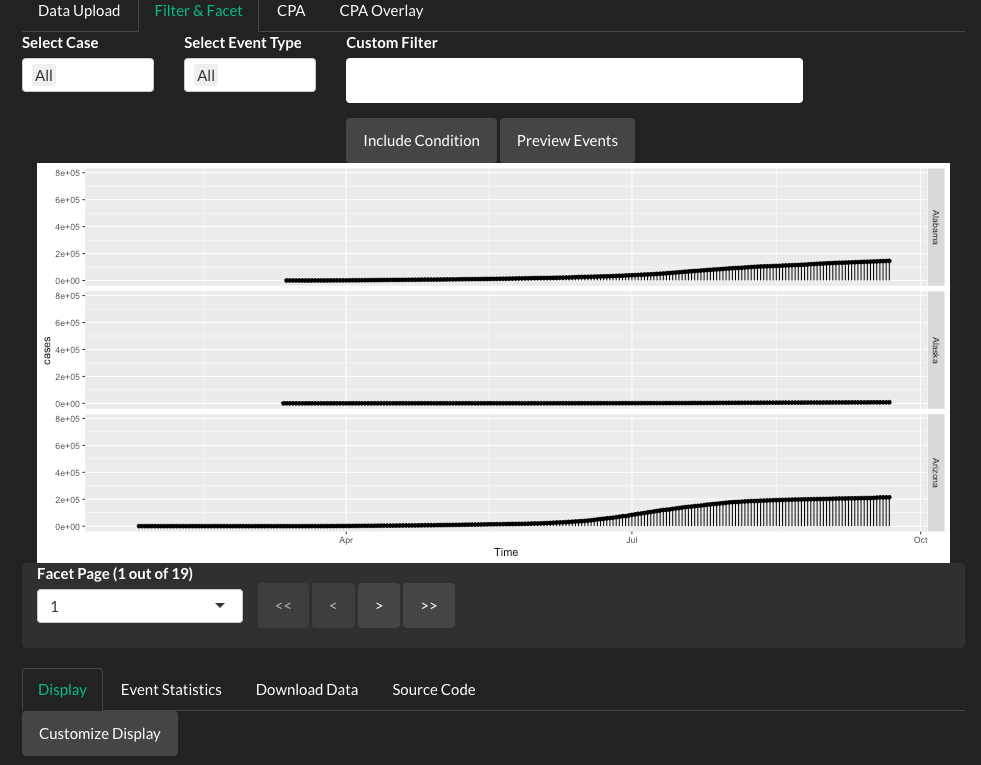 Data Upload Filter & Facet CPA CPA Overlay
Select Case Select Event Type Custom Filter
All All
Include Condition Preview Events
8e+05
6e+05
4e+05
2e+05
0e+00
Alabama
8e+05
6e+05
4e+05
2e+05
0e+00
Alaska
cases
8e+05
6e+05
4e+05
2e+05
0e+00
Arizona
Apr Jul Oct
Time
Facet Page (1 out of 19)
1 << < > >>
Display Event Statistics Download Data Source Code
Customize Display